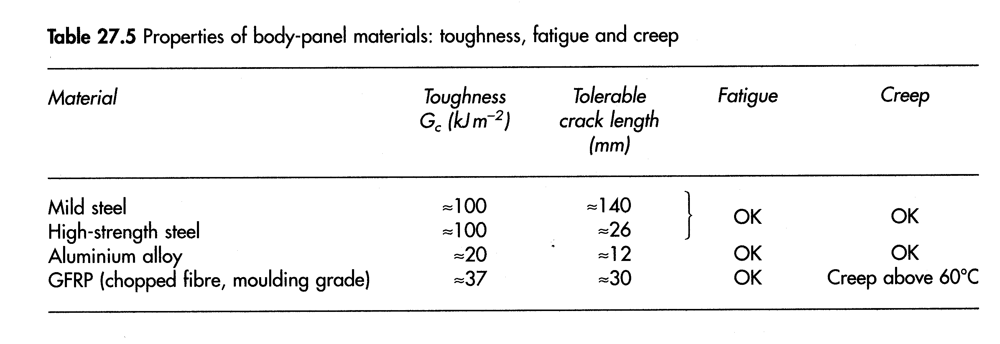 Table 27.5 Properties of body-panel materials: toughness, fatigue and creep
Material Toughness Tolerable Fatigue Creep
G_c (kJ m⁻²) crack length
(mm)
Mild steel ≈100 ≈140 } OK OK
High-strength steel ≈100 ≈26
Aluminium alloy ≈20 ≈12 OK OK
GFRP (chopped fibre, moulding grade) ≈37 ≈30 OK Creep above 60°C